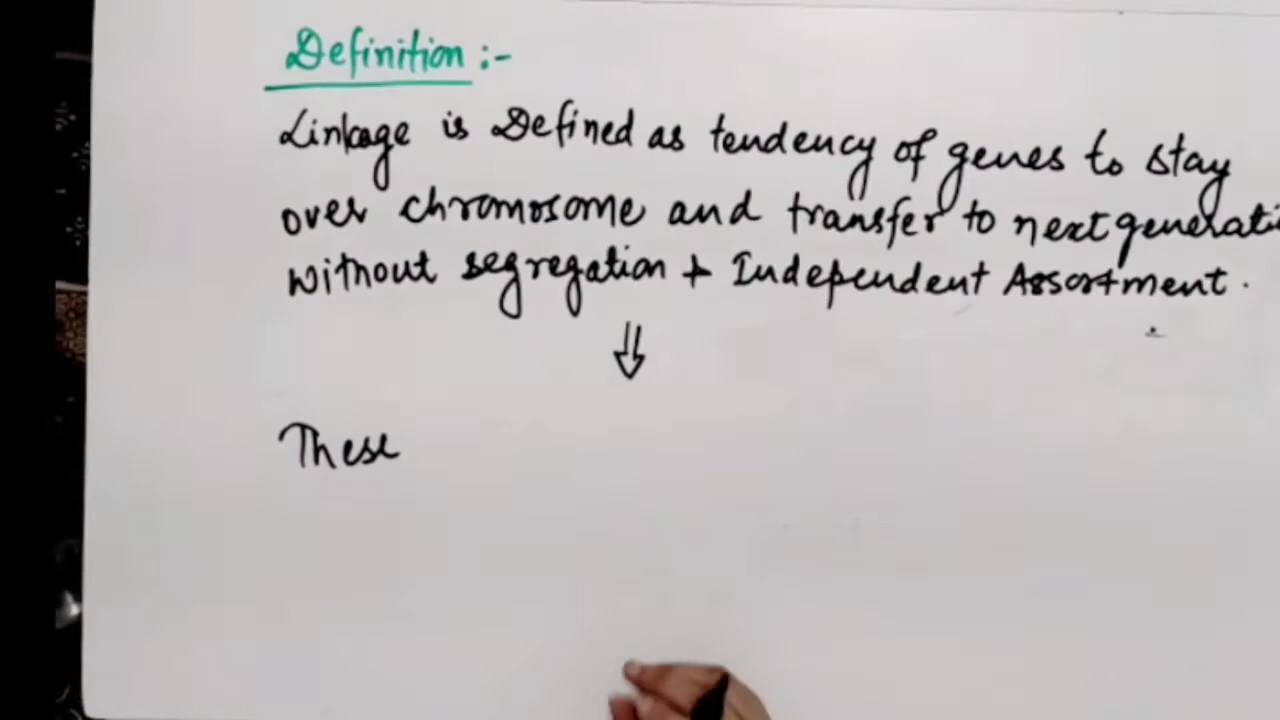 Definition :-
Linkage is Defined as tendency of genes to stay
over chromosome and transfer to next generati
without segregation + Independent Assortment.
⇓
These